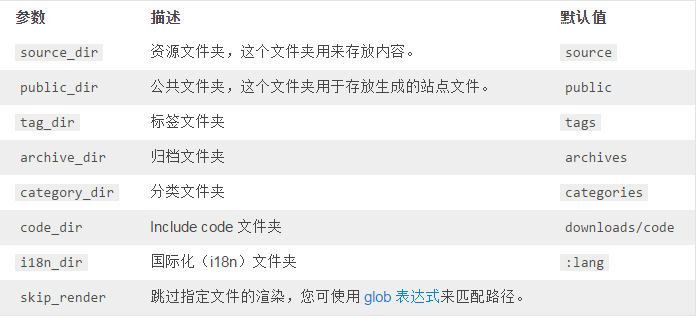 参数 描述 默认值
source_dir 资源文件夹，这个文件夹用来存放内容。 source
public_dir 公共文件夹，这个文件夹用于存放生成的站点文件。 public
tag_dir 标签文件夹 tags
archive_dir 归档文件夹 archives
category_dir 分类文件夹 categories
code_dir Include code 文件夹 downloads/code
i18n_dir 国际化（i18n）文件夹 :lang
skip_render 跳过指定文件的渲染，您可使用 glob 表达式来匹配路径。